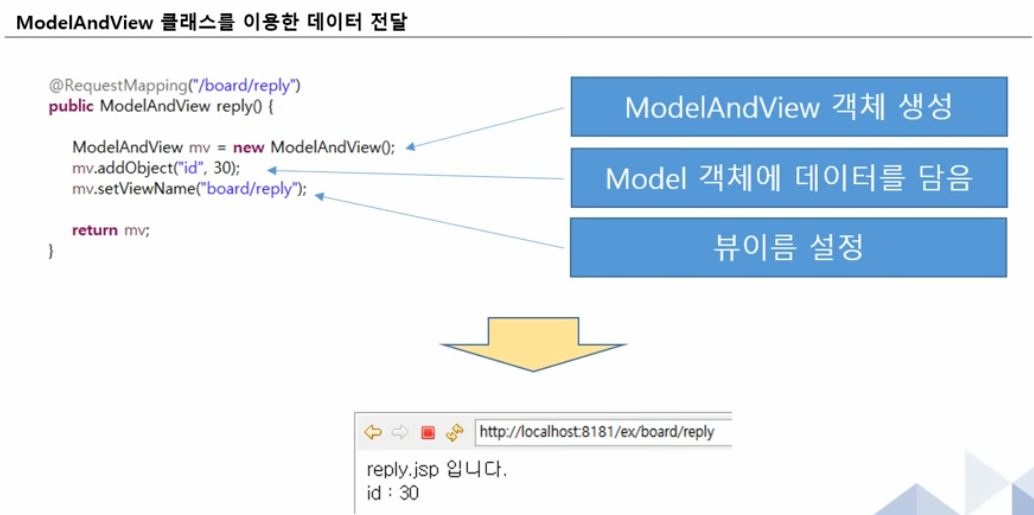 ModelAndView 클래스를 이용한 데이터 전달
@RequestMapping("/board/reply")
public ModelAndView reply() {
ModelAndView mv = new ModelAndView();
mv.addObject("id", 30);
mv.setViewName("board/reply");
return mv;
}
ModelAndView 객체 생성
Model 객체에 데이터를 담음
뷰이름 설정
http://localhost:8181/ex/board/reply
reply.jsp 입니다.
id : 30